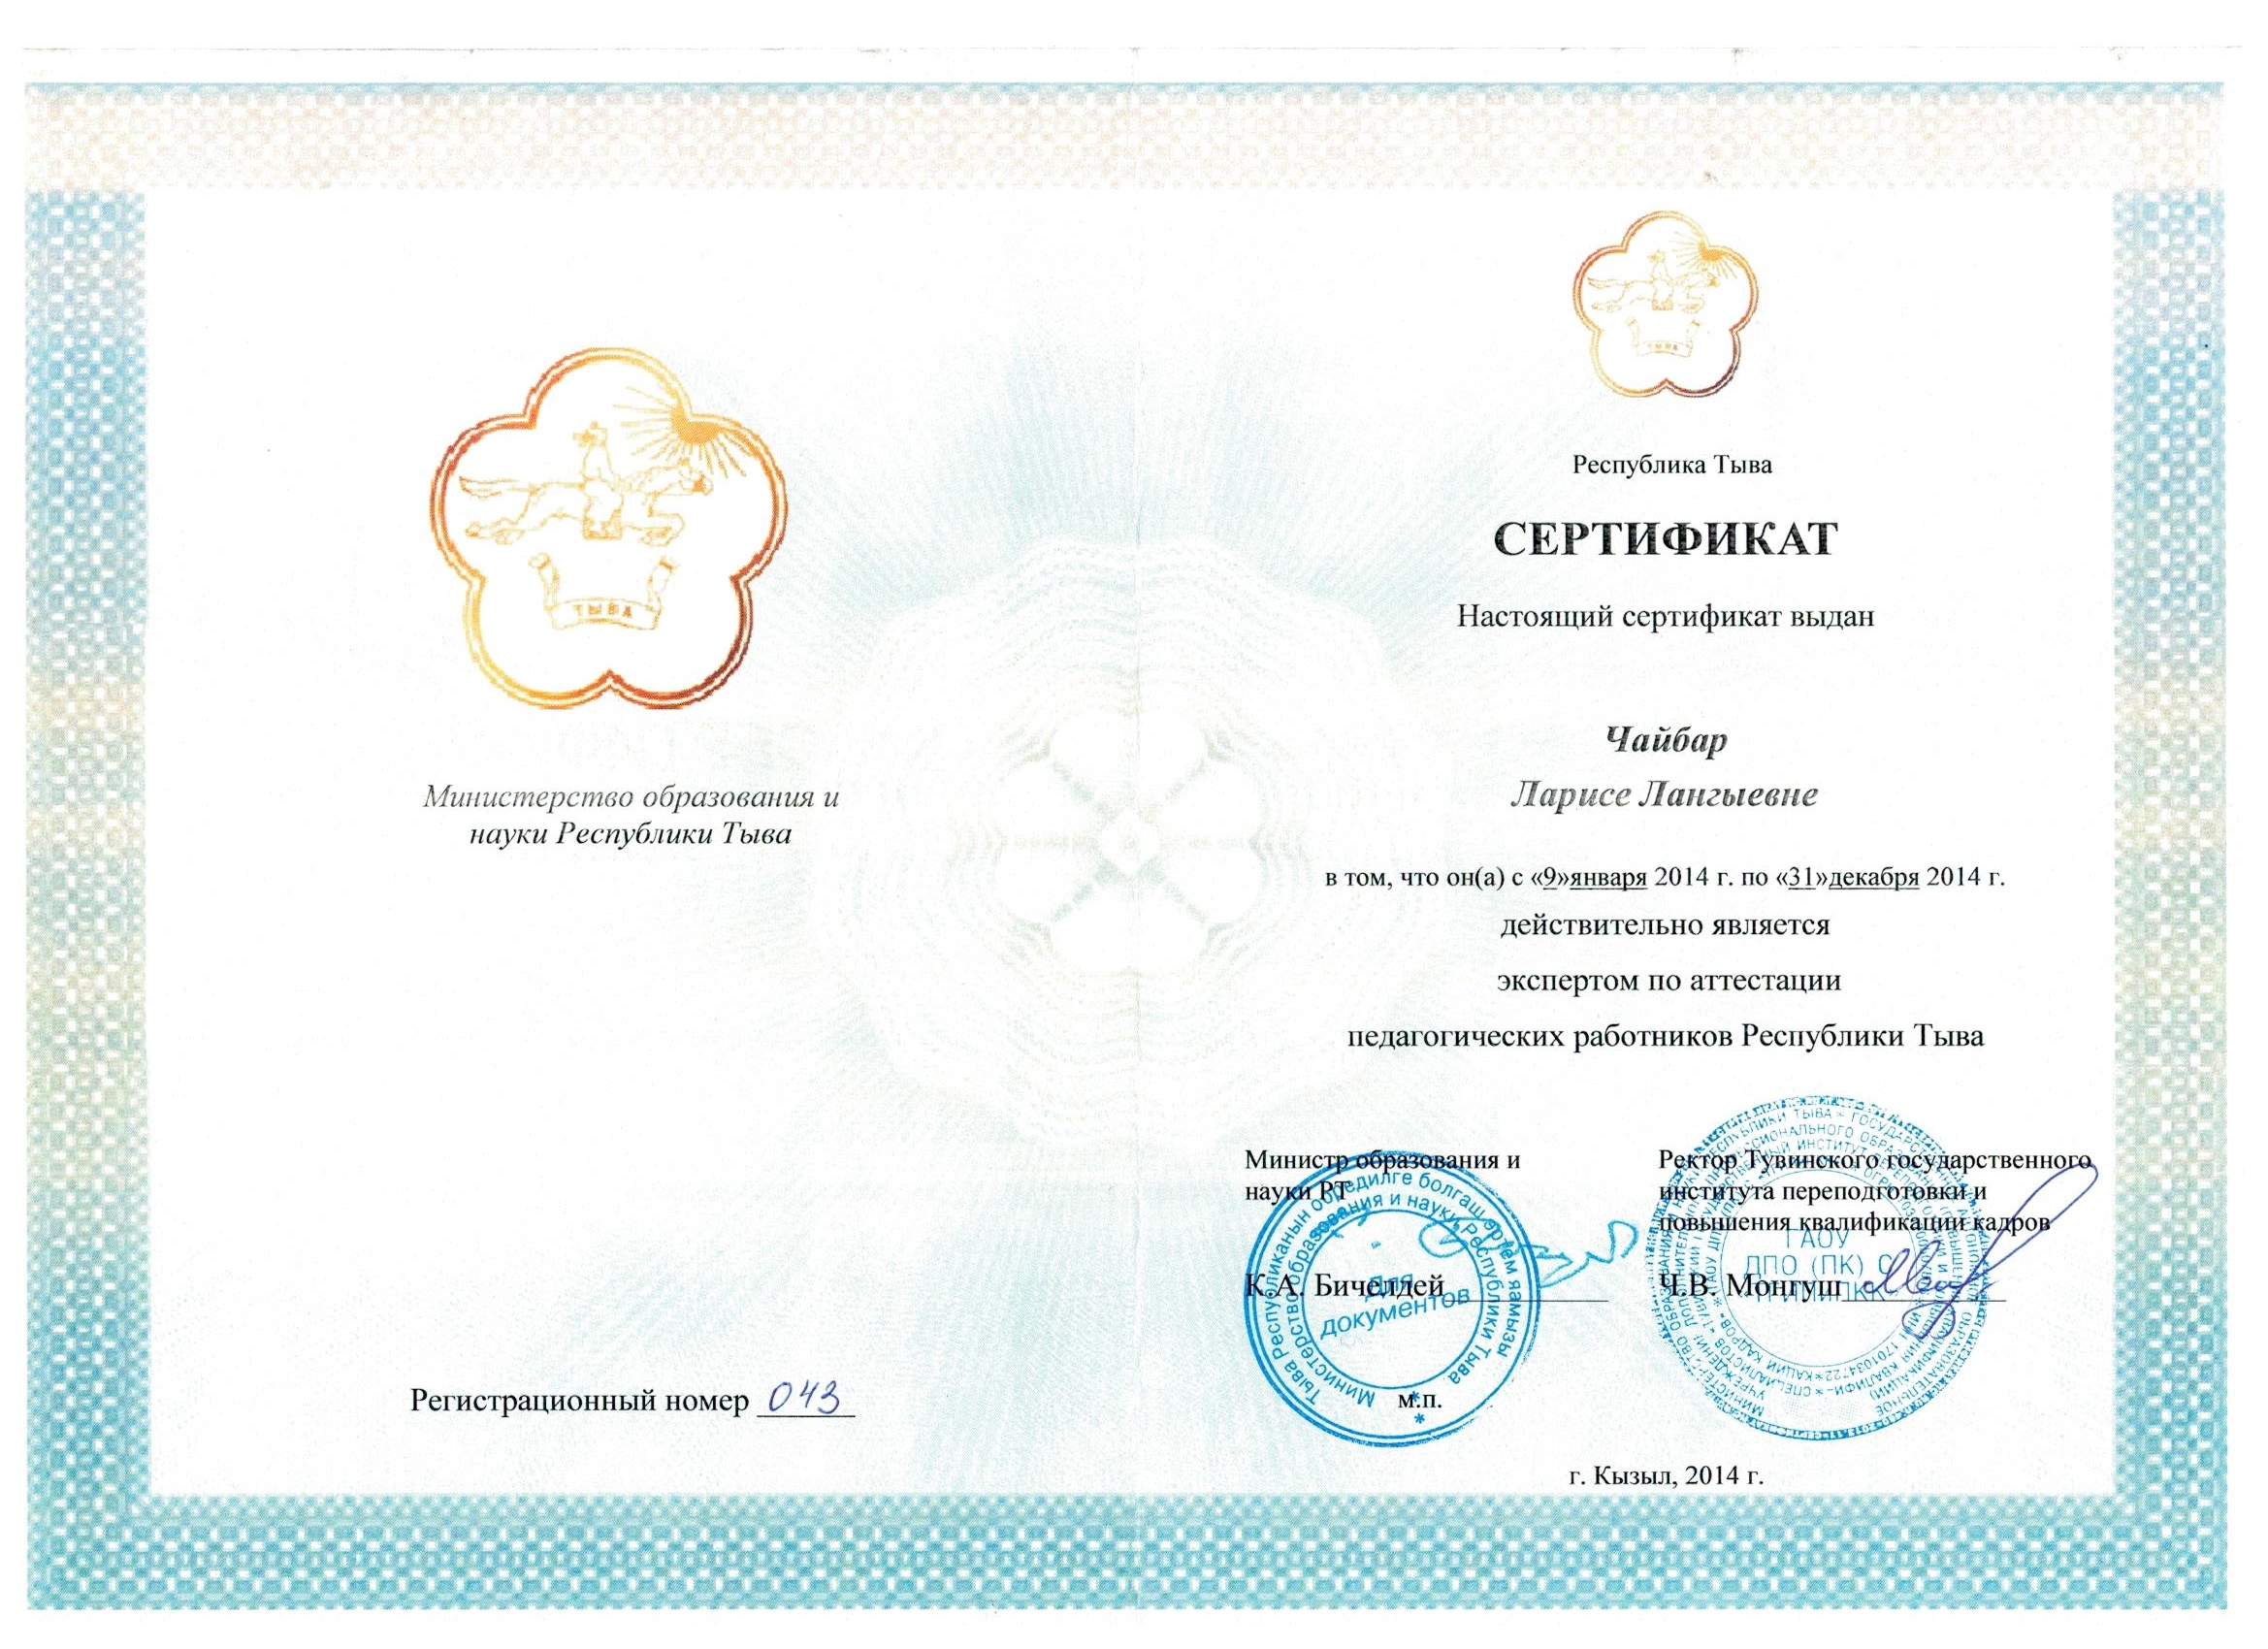 ТЫВА
Министерство образования и
науки Республики Тыва
Регистрационный номер 043
ТЫВА
Республика Тыва
СЕРТИФИКАТ
Настоящий сертификат выдан
Чайбар
Ларисе Лангыевне
в том, что он(а) с «9»января 2014 г. по «31»декабря 2014 г.
действительно является
экспертом по аттестации
педагогических работников Республики Тыва
Министр образования и
науки РТ
К.А. Бичелдей
Тыва Республиканын өөредилге болгаш эртем яамызы
Министерство образования и науки Республики Тыва
Для
документов
м.п.
Ректор Тувинского государственного
института переподготовки и
повышения квалификации кадров
Ч.В. Монгуш
ГАОУ
ДПО (ПК) С
г. Кызыл, 2014 г.